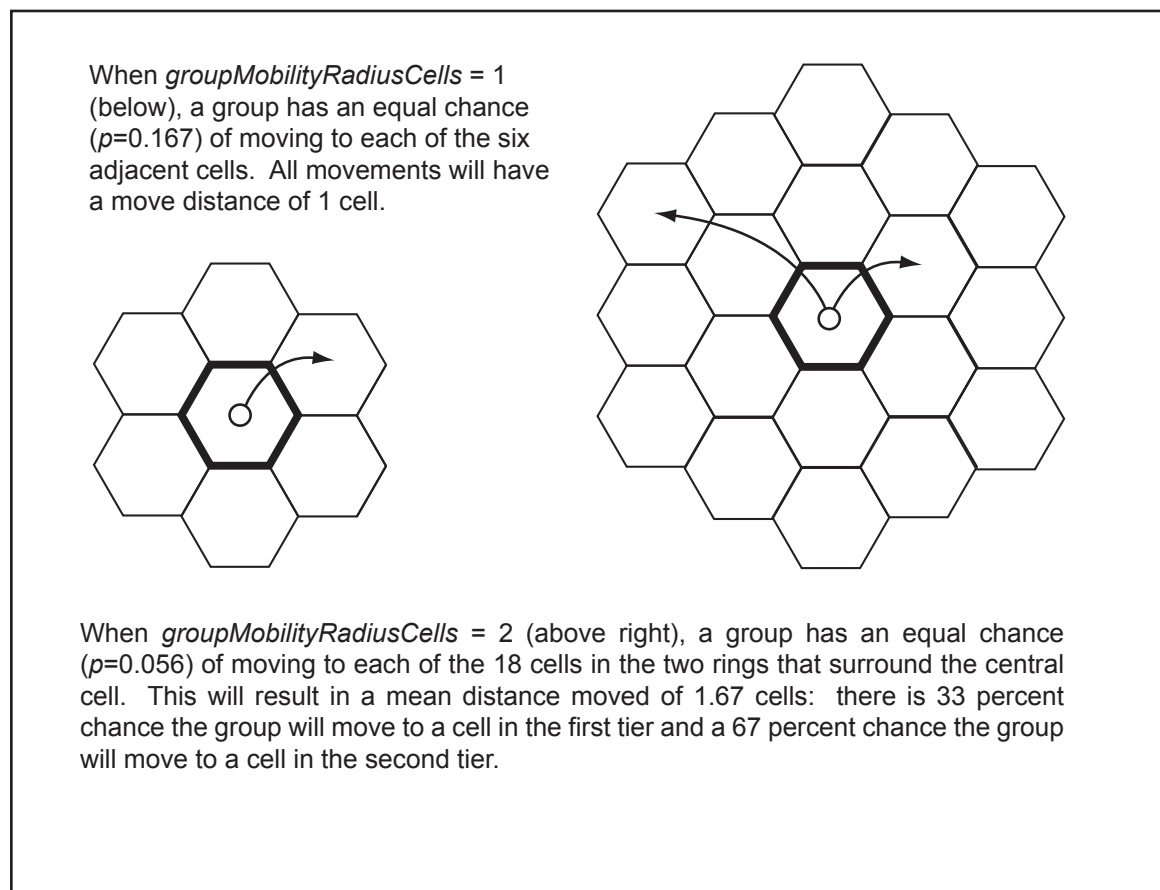 When groupMobilityRadiusCells = 1
(below), a group has an equal chance
(p=0.167) of moving to each of the six
adjacent cells.  All movements will have
a move distance of 1 cell.
When groupMobilityRadiusCells = 2 (above right), a group has an equal chance
(p=0.056) of moving to each of the 18 cells in the two rings that surround the central
cell.  This will result in a mean distance moved of 1.67 cells:  there is 33 percent
chance the group will move to a cell in the first tier and a 67 percent chance the group
will move to a cell in the second tier.